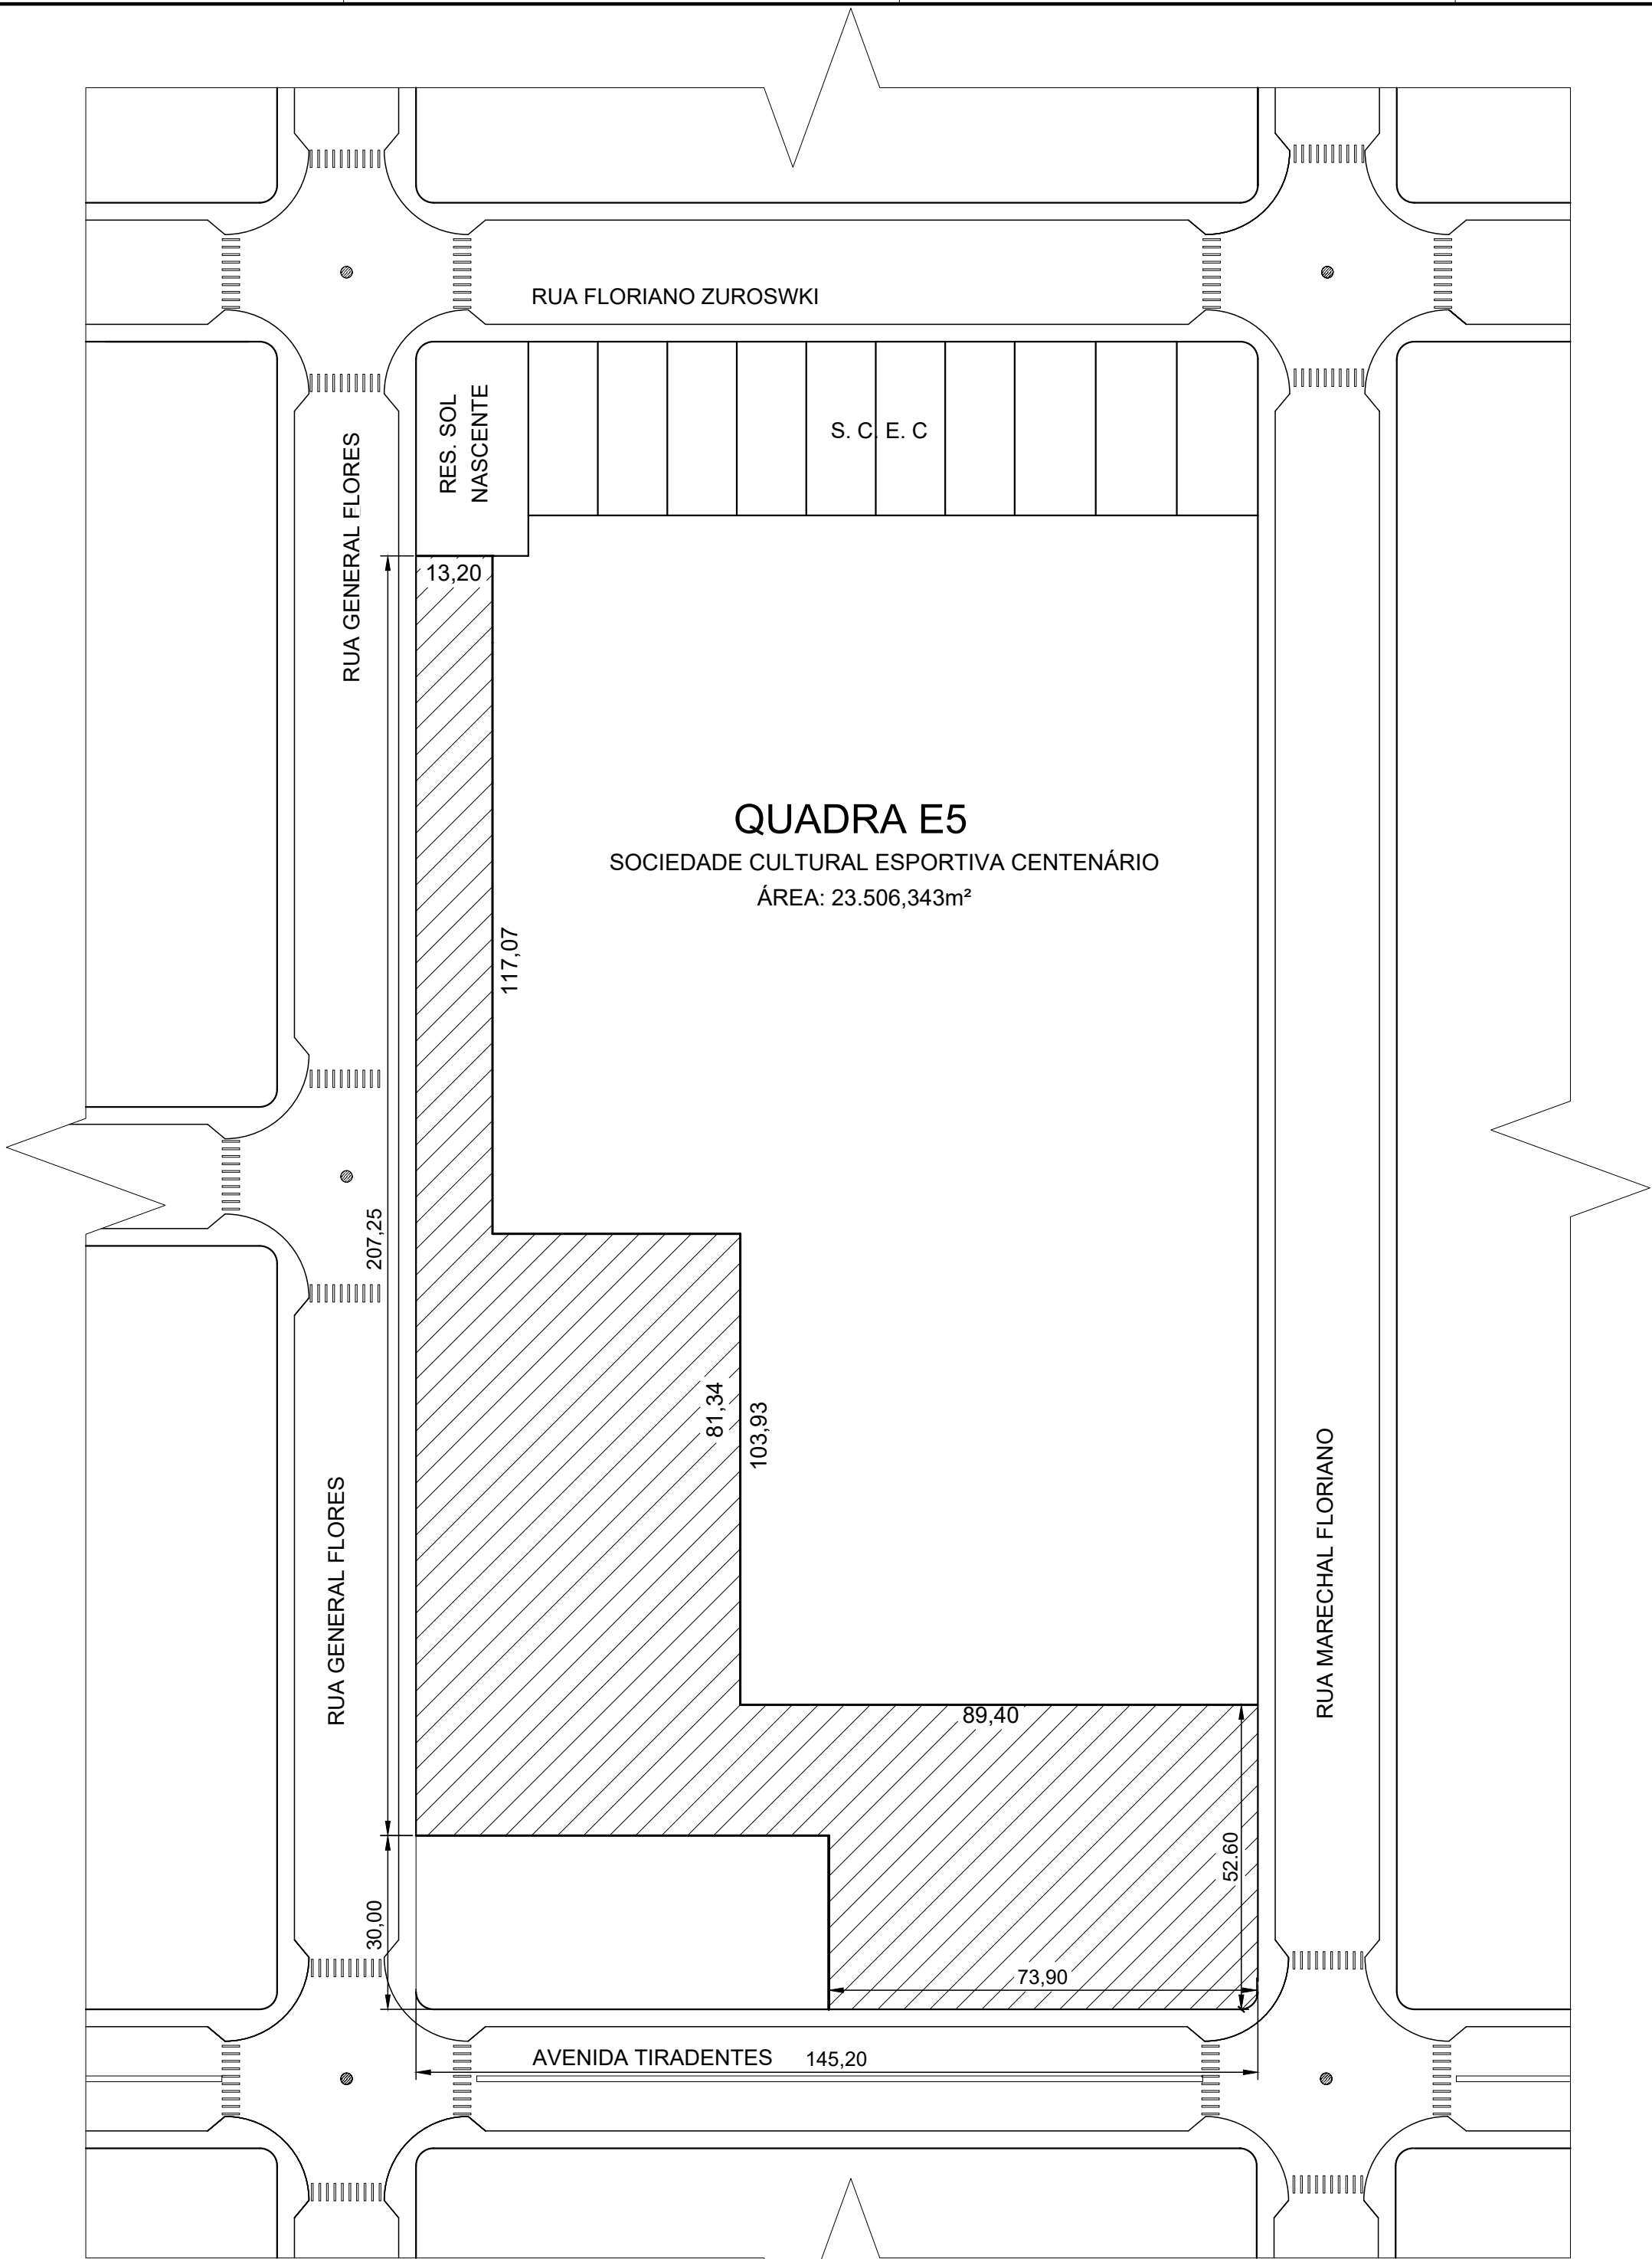 RUA FLORIANO ZUROSWKI
RES. SOL
NASCENTE
S. C. E. C
RUA GENERAL FLORES
13,20
QUADRA E5
SOCIEDADE CULTURAL ESPORTIVA CENTENÁRIO
ÁREA: 23.506,343m²
117,07
207,25
81,34
103,93
RUA GENERAL FLORES
RUA MARECHAL FLORIANO
89,40
52.60
30,00
73,90
AVENIDA TIRADENTES
145,20